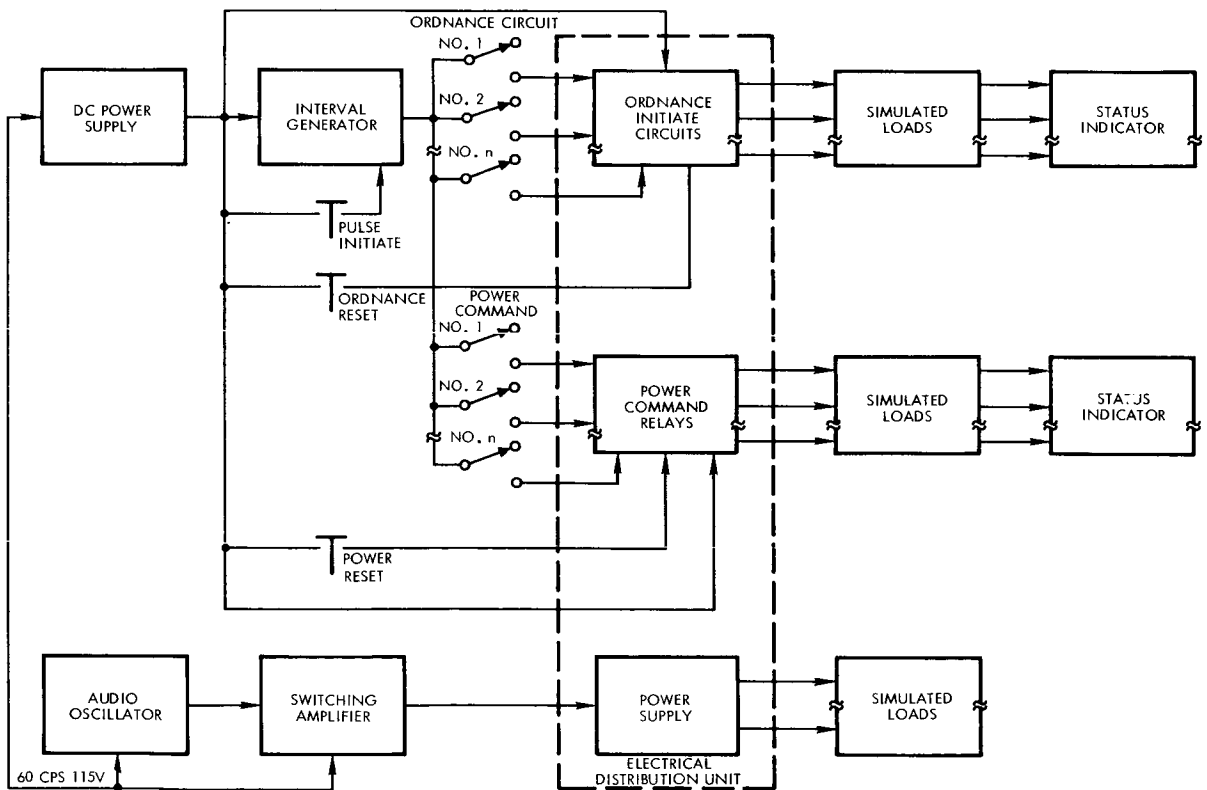 ORDNANCE CIRCUIT
NO. 1
NO. 2
NO. n
DC POWER
SUPPLY
INTERVAL
GENERATOR
ORDNANCE
INITIATE
CIRCUITS
SIMULATED
LOADS
STATUS
INDICATOR
PULSE
INITIATE
ORDNANCE
RESET
POWER
COMMAND
NO. 1
NO. 2
NO. n
POWER
COMMAND
RELAYS
SIMULATED
LOADS
STATUS
INDICATOR
POWER
RESET
AUDIO
OSCILLATOR
SWITCHING
AMPLIFIER
POWER
SUPPLY
SIMULATED
LOADS
60 CPS 115V
ELECTRICAL
DISTRIBUTION UNIT